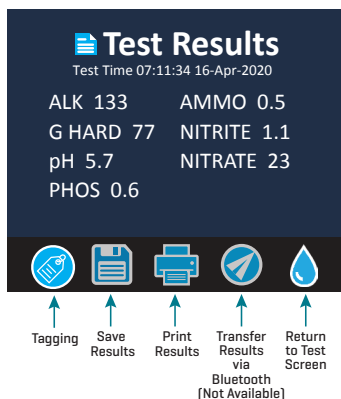 Test Results
Test Time 07:11:34 16-Apr-2020
ALK 133 AMMO 0.5
G HARD 77 NITRITE 1.1
pH 5.7 NITRATE 23
PHOS 0.6
Tagging
Save
Results
Print
Results
Transfer
Results
via
Bluetooth
(Not Available)
Return
to Test
Screen